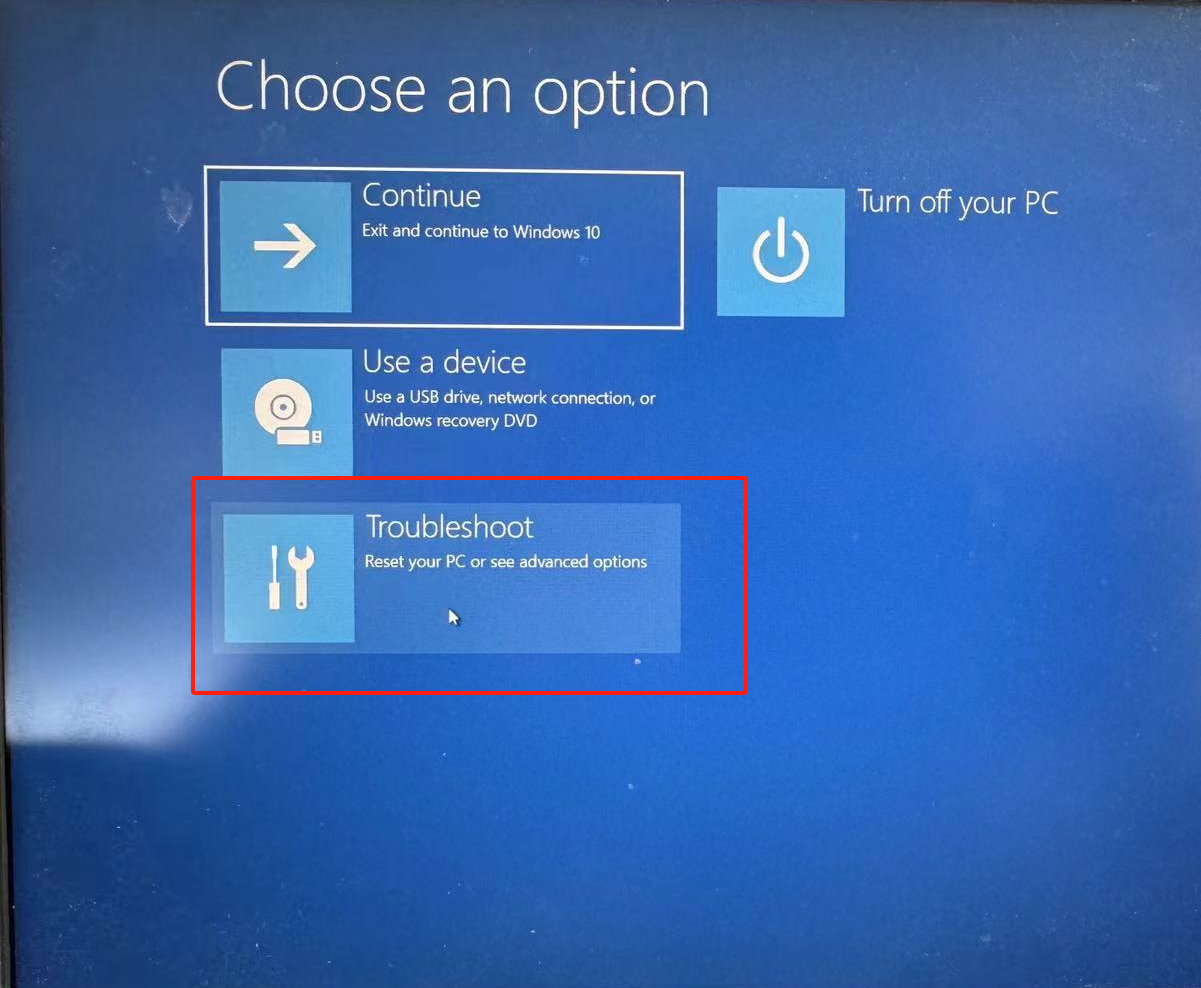 Choose an option
Continue
Exit and continue to Windows 10
Turn off your PC
Use a device
Use a USB drive, network connection, or
Windows recovery DVD
Troubleshoot
Reset your PC or see advanced options